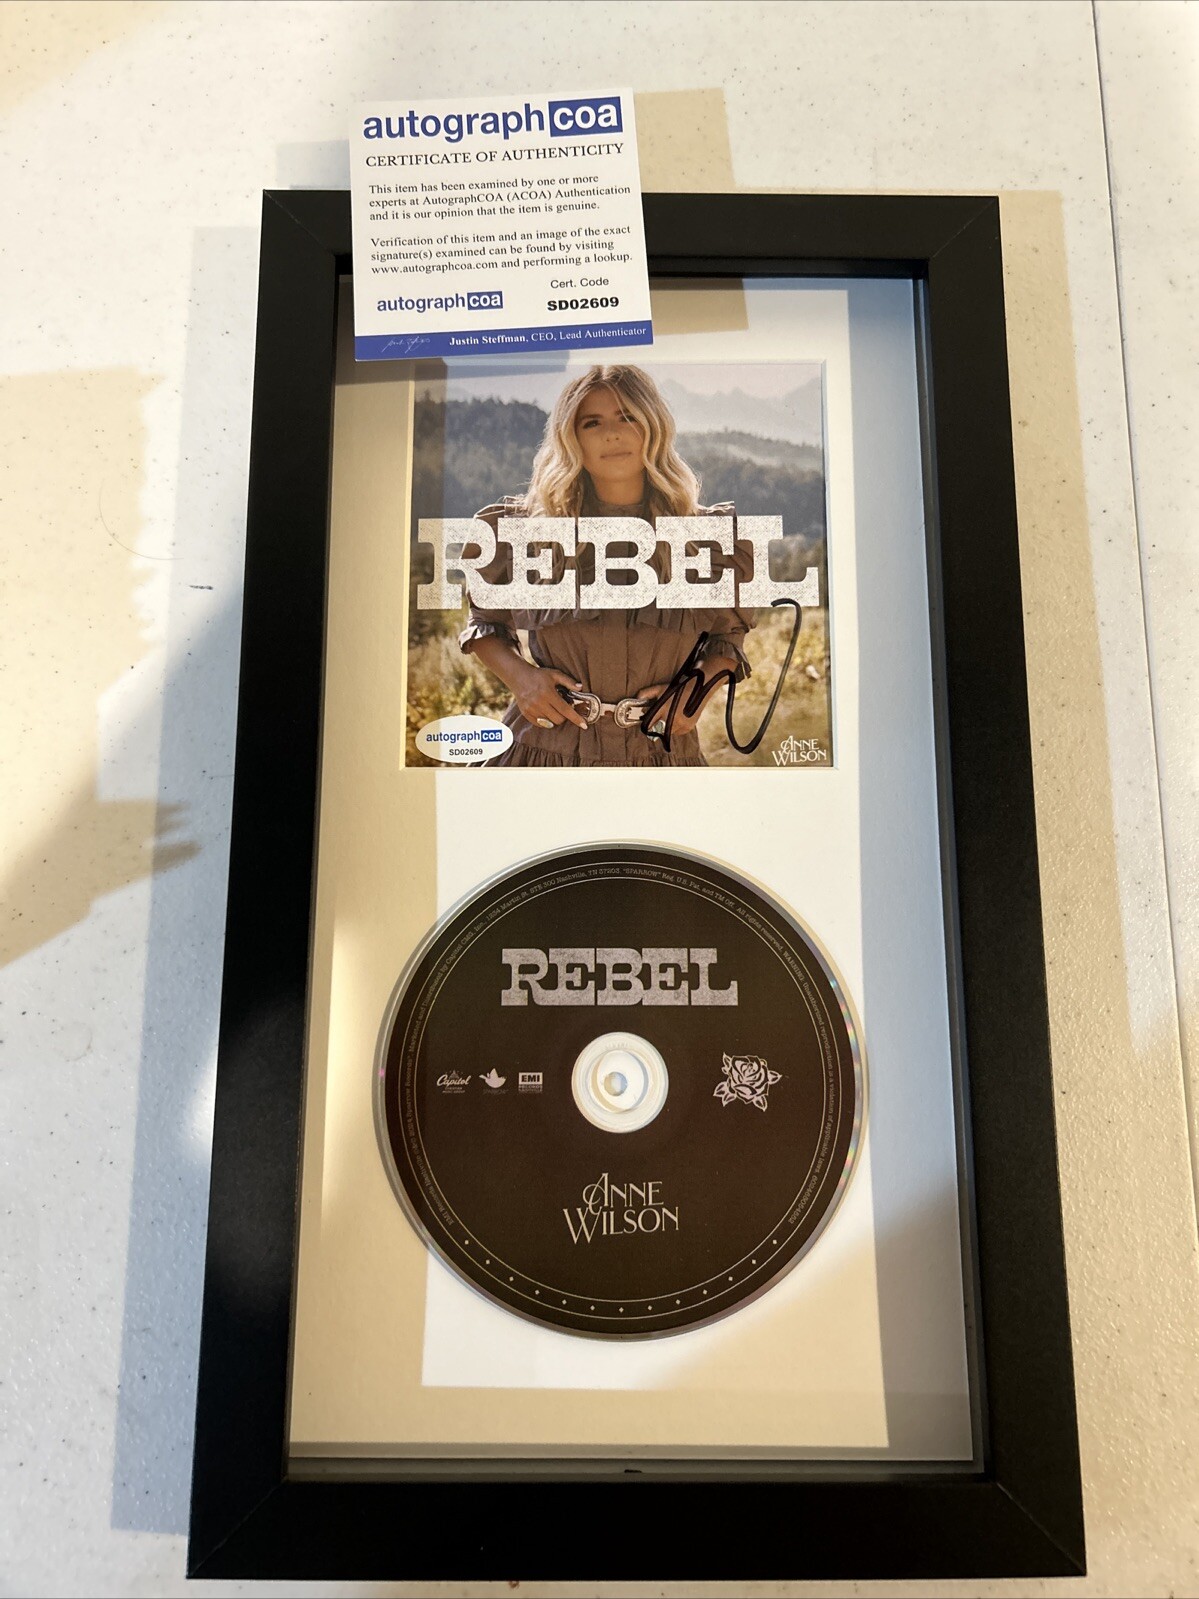 autographcoa
CERTIFICATE OF AUTHENTICITY
This item has been examined by one or more
experts at AutographCOA (ACOA) Authentication
and it is our opinion that the item is genuine.
Verification of this item and an image of the exact
signature(s) examined can be found by visiting
www.autographcoa.com and performing a lookup.
autographcoa
Cert. Code
SD02609
Justin Steffman, CEO, Lead Authenticator
REBEL
autographcoa
SD02609
ANNE
WILSON
REBEL
Capitol
EMI
ANNE
WILSON